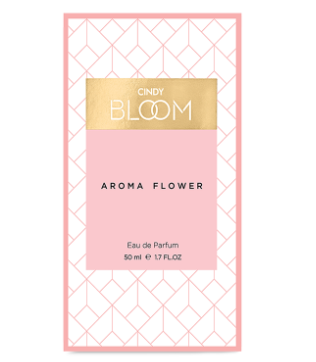 CINDY
BLOOM
AROMA FLOWER
Eau de Parfum
50 ml ℮ 1.7 FL.OZ